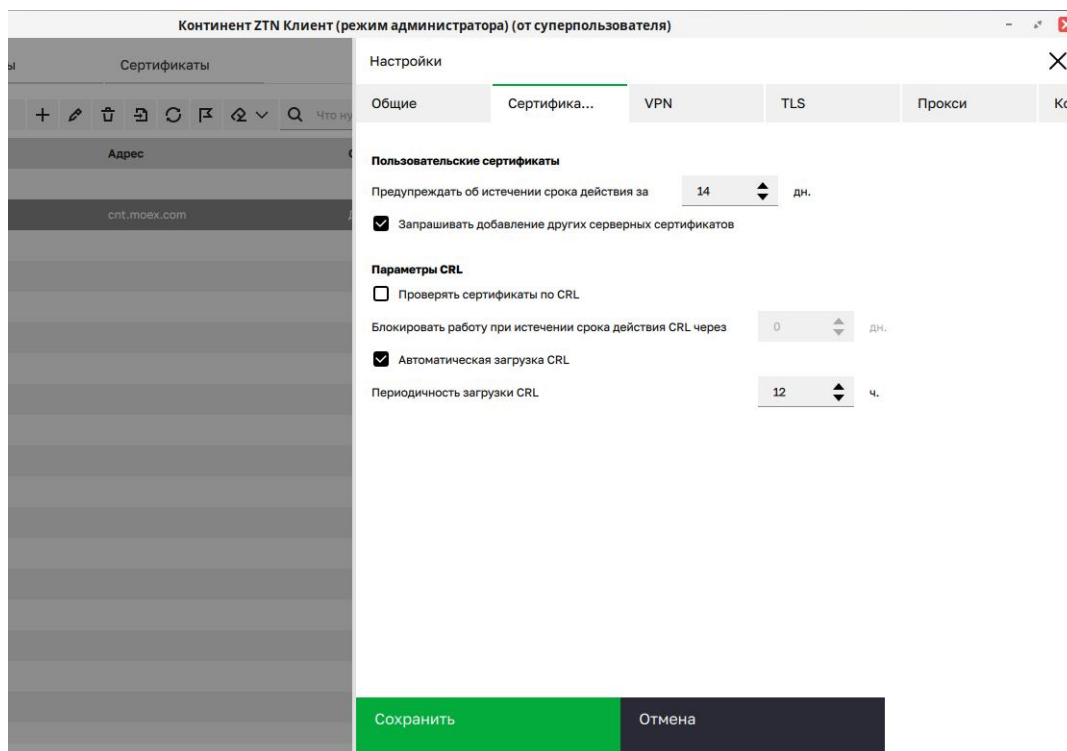 Континент ZTN Клиент (режим администратора) (от суперпользователя)
Сертификаты
Настройки
Общие
Сертифика...
VPN
TLS
Прокси
Адрес
cnt.moex.com
Пользовательские сертификаты
Предупреждать об истечении срока действия за 14 дн.
Запрашивать добавление других серверных сертификатов
Параметры CRL
Проверять сертификаты по CRL
Блокировать работу при истечении срока действия CRL через 0 дн.
Автоматическая загрузка CRL
Периодичность загрузки CRL 12 ч.
Сохранить
Отмена